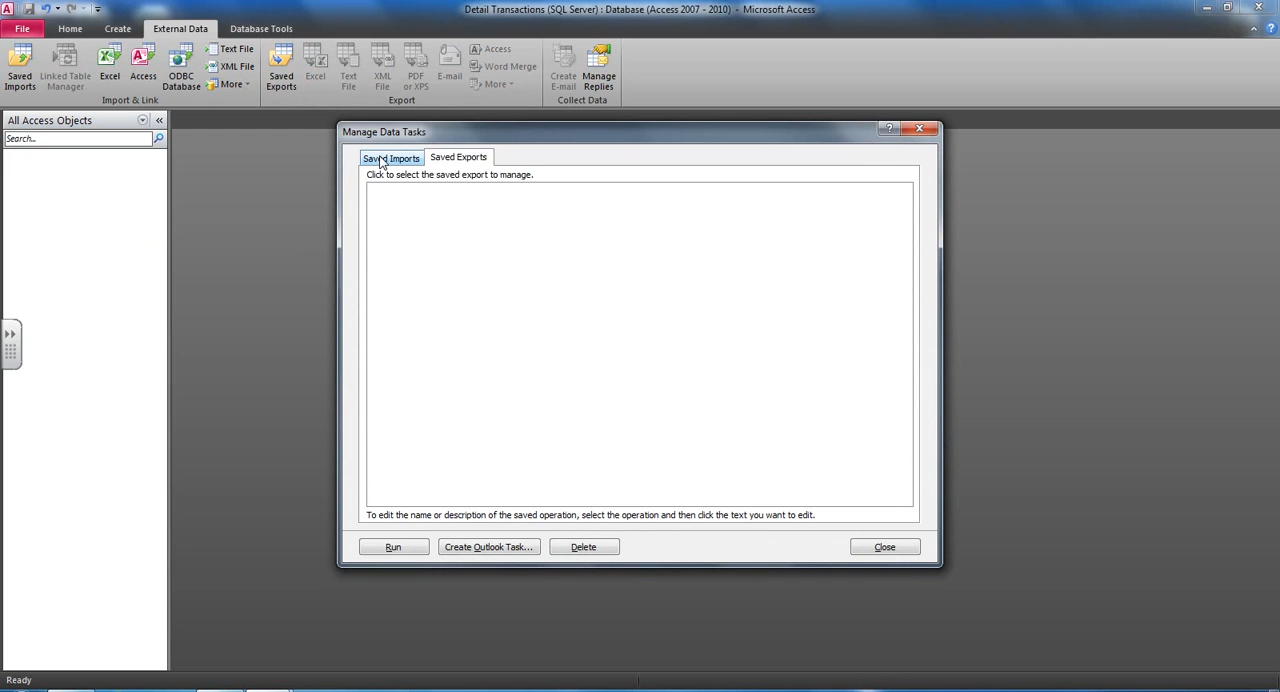 Detail Transactions (SQL Server) : Database (Access 2007 - 2010) - Microsoft Access
File Home Create External Data Database Tools
Saved Imports
Linked Table Manager
Excel
Access
ODBC Database
Text File
XML File
More
Import & Link
Saved Exports
Excel
Text File
XML File
PDF or XPS
E-mail
Access
Word Merge
More
Export
Create E-mail
Manage Replies
Collect Data
All Access Objects
Search...
Manage Data Tasks
Saved Imports Saved Exports
Click to select the saved export to manage.
To edit the name or description of the saved operation, select the operation and then click the text you want to edit.
Run Create Outlook Task... Delete Close
Ready